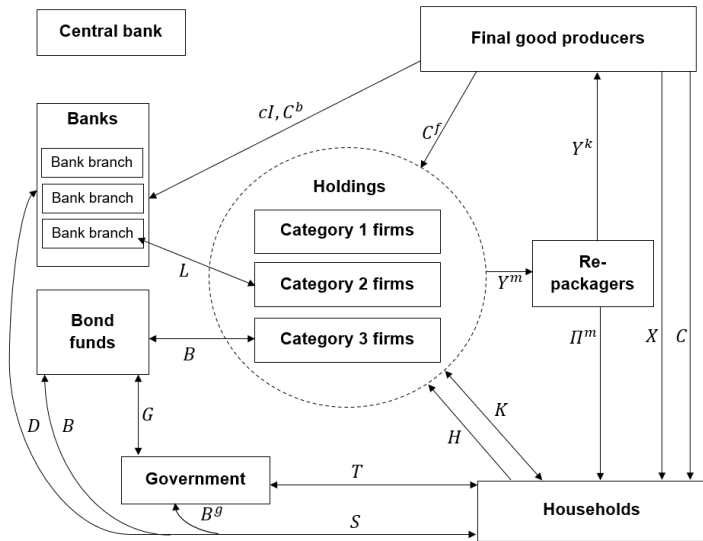 Central bank
Final good producers
Banks
Bank branch
Bank branch
Bank branch
cI, C^b
C^f
Y^k
Holdings
Category 1 firms
Category 2 firms
Category 3 firms
L
Y^m
Re-
packagers
Bond
funds
B
Π^m
X
C
D
B
G
H
K
Government
T
B^g
S
Households